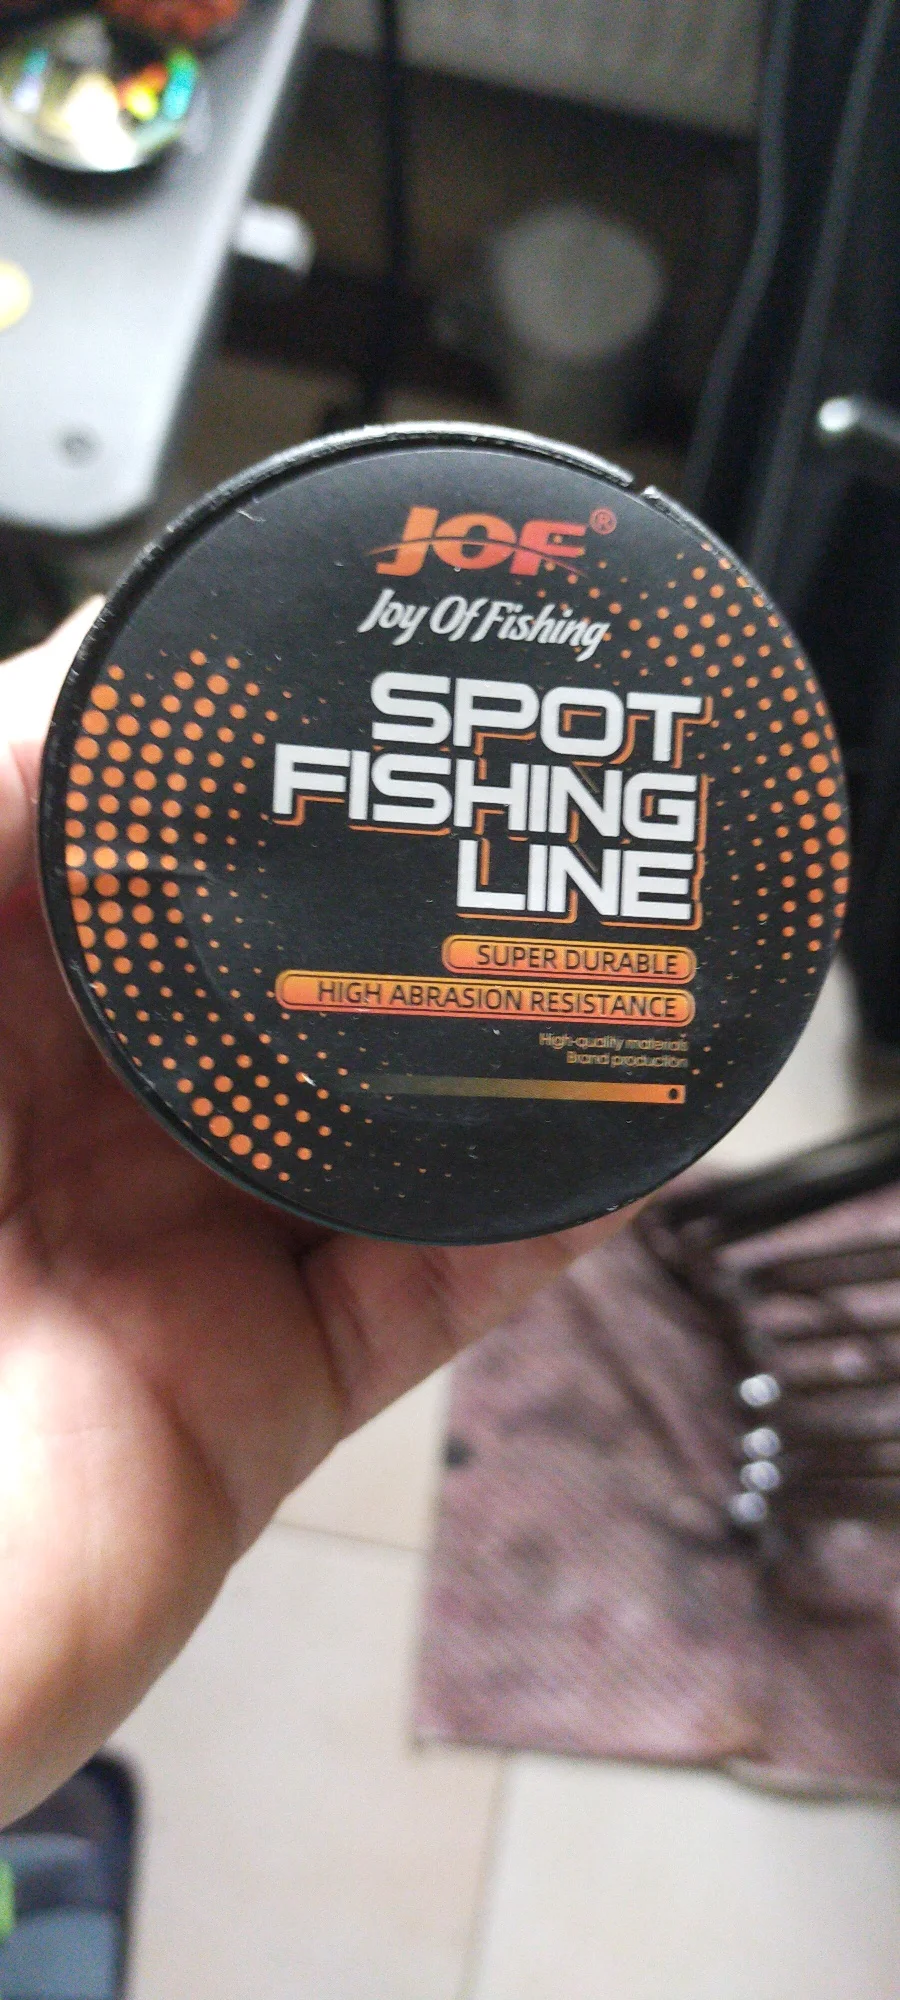 JOF®
Joy Of Fishing
SPOT
FISHING
LINE
SUPER DURABLE
HIGH ABRASION RESISTANCE
High-quality materials
Brand production